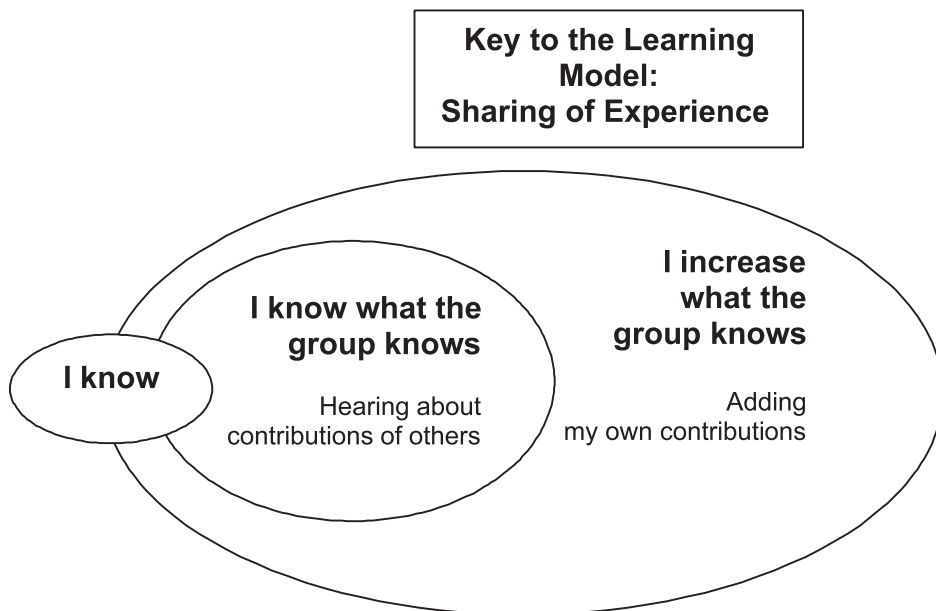 Key to the Learning
Model:
Sharing of Experience
I know
I know what the
group knows
Hearing about
contributions of others
I increase
what the
group knows
Adding
my own contributions